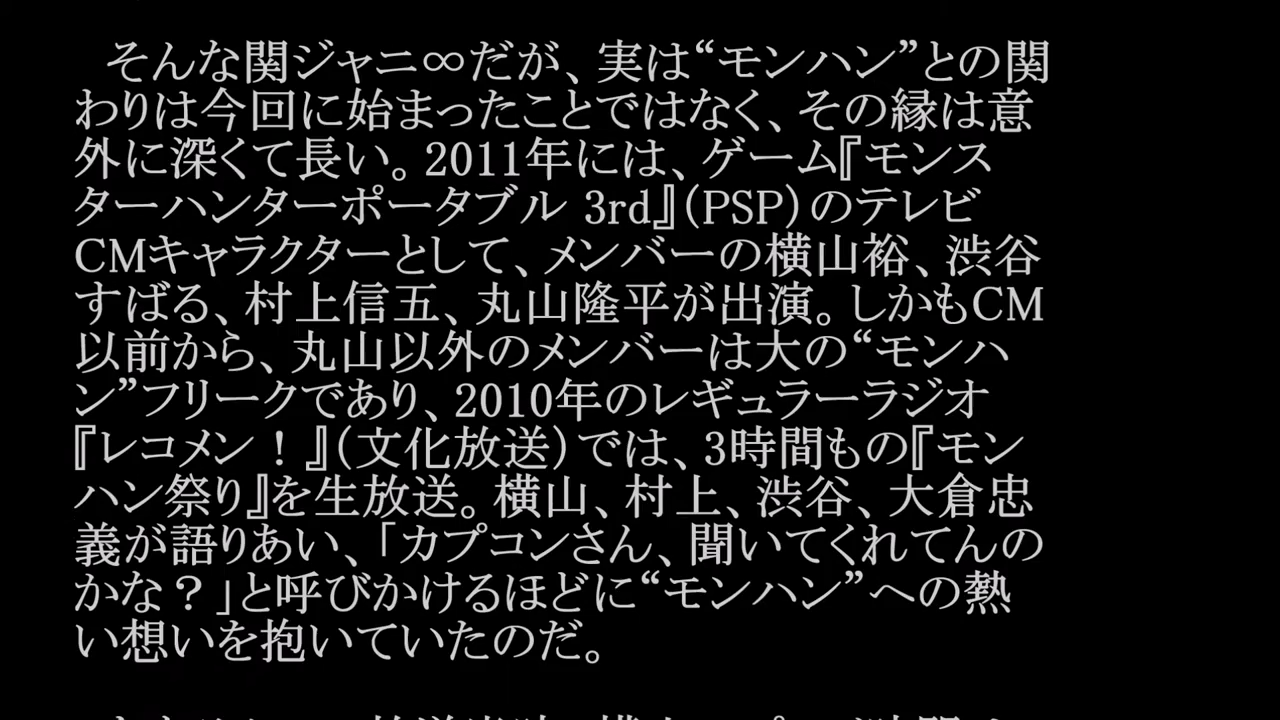 そんな関ジャニ∞だが、実は“モンハン”との関
わりは今回に始まったことではなく、その縁は意
外に深くて長い。2011年には、ゲーム『モンス
ターハンターポータブル 3rd』（PSP）のテレビ
CMキャラクターとして、メンバーの横山裕、渋谷
すばる、村上信五、丸山隆平が出演。しかもCM
以前から、丸山以外のメンバーは大の“モンハ
ン”フリークであり、2010年のレギュラーラジオ
『レコメン！』（文化放送）では、3時間もの『モン
ハン祭り』を生放送。横山、村上、渋谷、大倉忠
義が語りあい、「カプコンさん、聞いてくれてんの
かな？」と呼びかけるほどに“モンハン”への熱
い想いを抱いていたのだ。